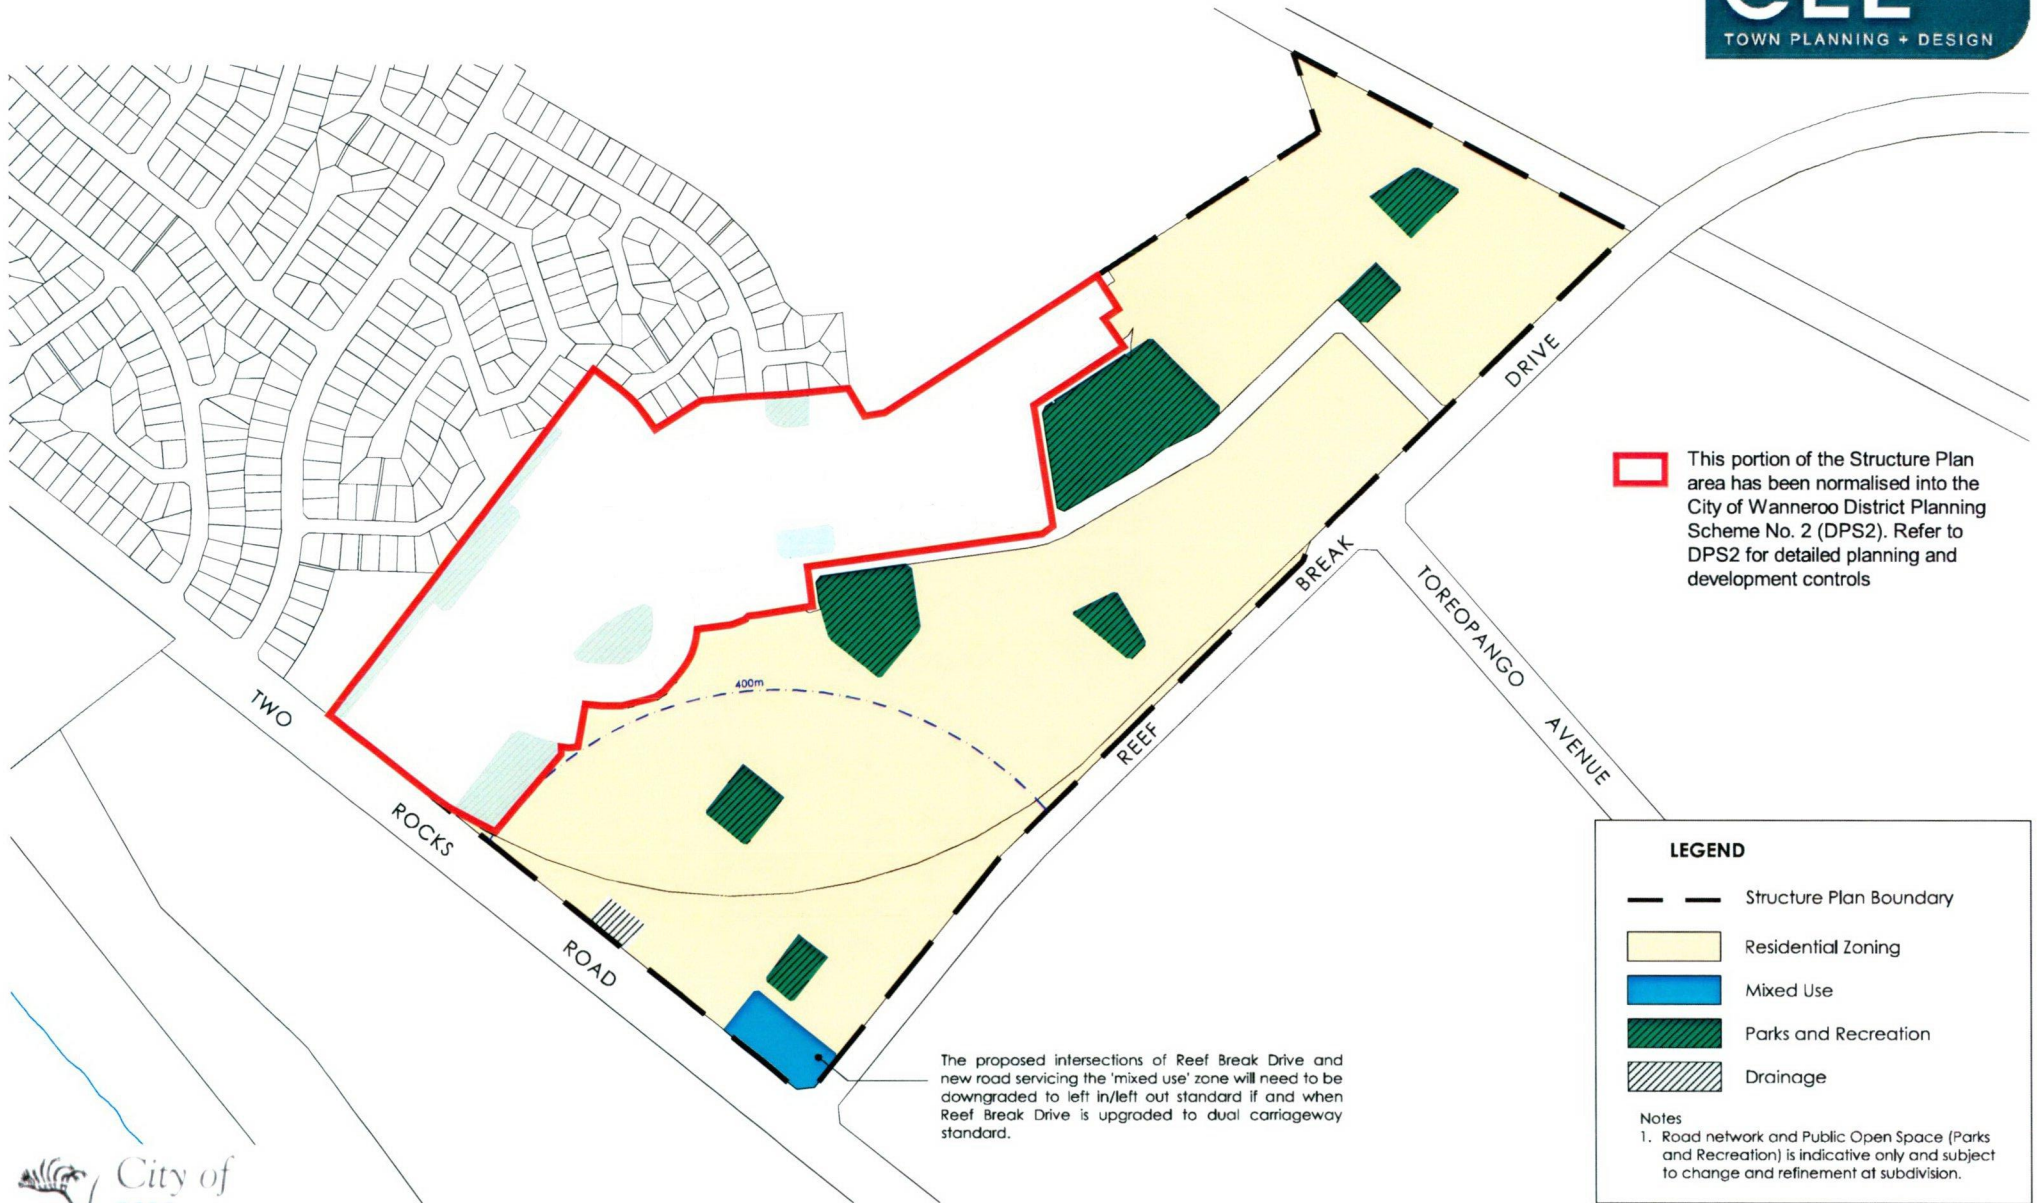 TOWN PLANNING + DESIGN
DRIVE
This portion of the Structure Plan
area has been normalised into the
City of Wanneroo District Planning
Scheme No. 2 (DPS2). Refer to
DPS2 for detailed planning and
development controls
BREAK
TOREOPANGO
AVENUE
REEF
400m
TWO
ROCKS
ROAD
The proposed intersections of Reef Break Drive and
new road servicing the 'mixed use' zone will need to be
downgraded to left in/left out standard if and when
Reef Break Drive is upgraded to dual carriageway
standard.
LEGEND
Structure Plan Boundary
Residential Zoning
Mixed Use
Parks and Recreation
Drainage
Notes
1. Road network and Public Open Space (Parks
and Recreation) is indicative only and subject
to change and refinement at subdivision.
City of